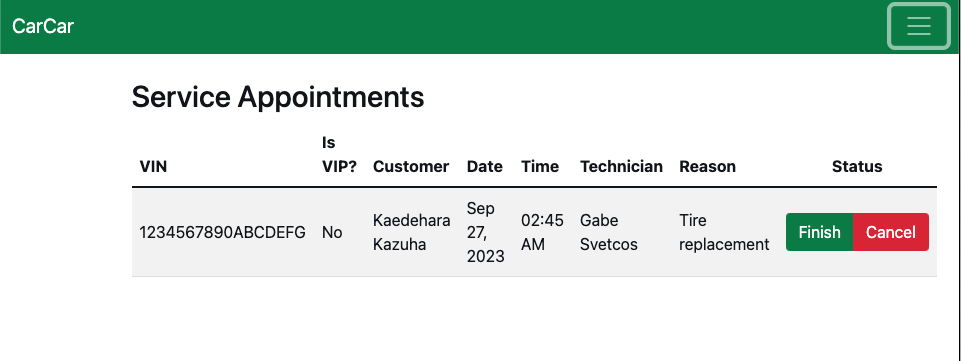 CarCar
Service Appointments
VIN Is VIP? Customer Date Time Technician Reason Status
1234567890ABCDEFG No Kaedehara Kazuha Sep 27, 2023 02:45 AM Gabe Svetcos Tire replacement Finish Cancel